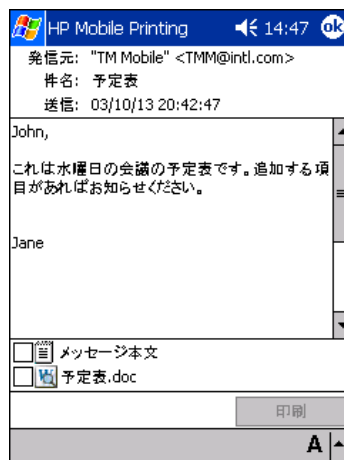 HP Mobile Printing 14:47 ok
発信元: "TM Mobile" <TMM@intl.com>
件名: 予定表
送信: 03/10/13 20:42:47
John,
これは水曜日の会議の予定表です。追加する項
目があればお知らせください。
Jane
メッセージ本文
予定表.doc
印刷
A